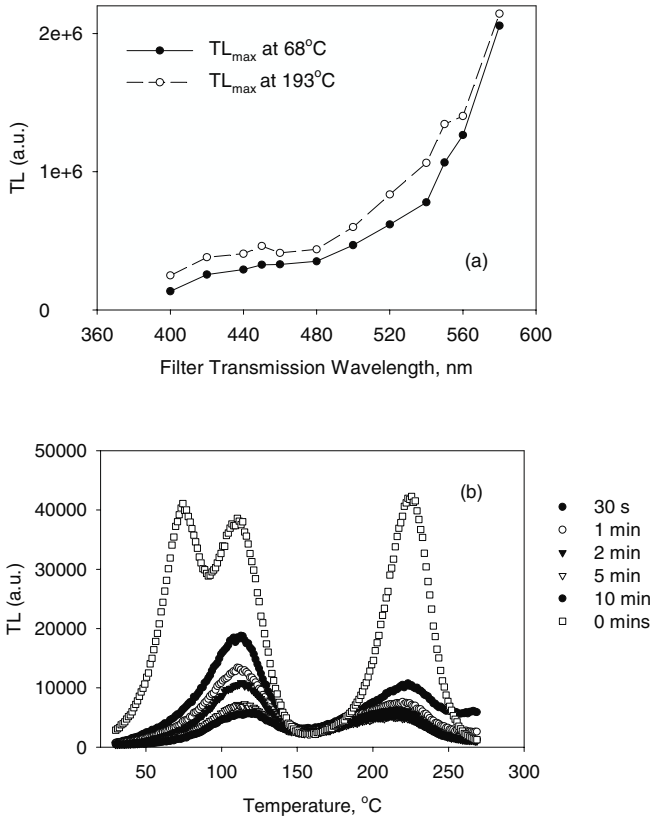 2e+6
1e+6
0
TL (a.u.)
TLmax at 68°C
TLmax at 193°C
(a)
360 400 440 480 520 560 600
Filter Transmission Wavelength, nm
50000
40000
30000
20000
10000
0
TL (a.u.)
(b)
30 s
1 min
2 min
5 min
10 min
0 mins
50 100 150 200 250 300
Temperature, °C